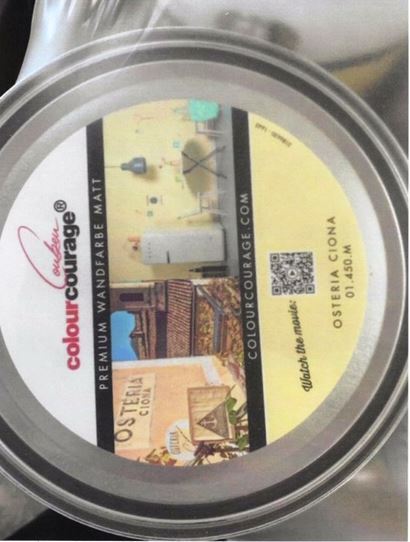 colourcourage®
PREMIUM WANDFARBE MATT
OSTERIA
CIONA
COLOURCOURAGE.COM
Watch the movie:
OSTERIA CIONA
01.450.M